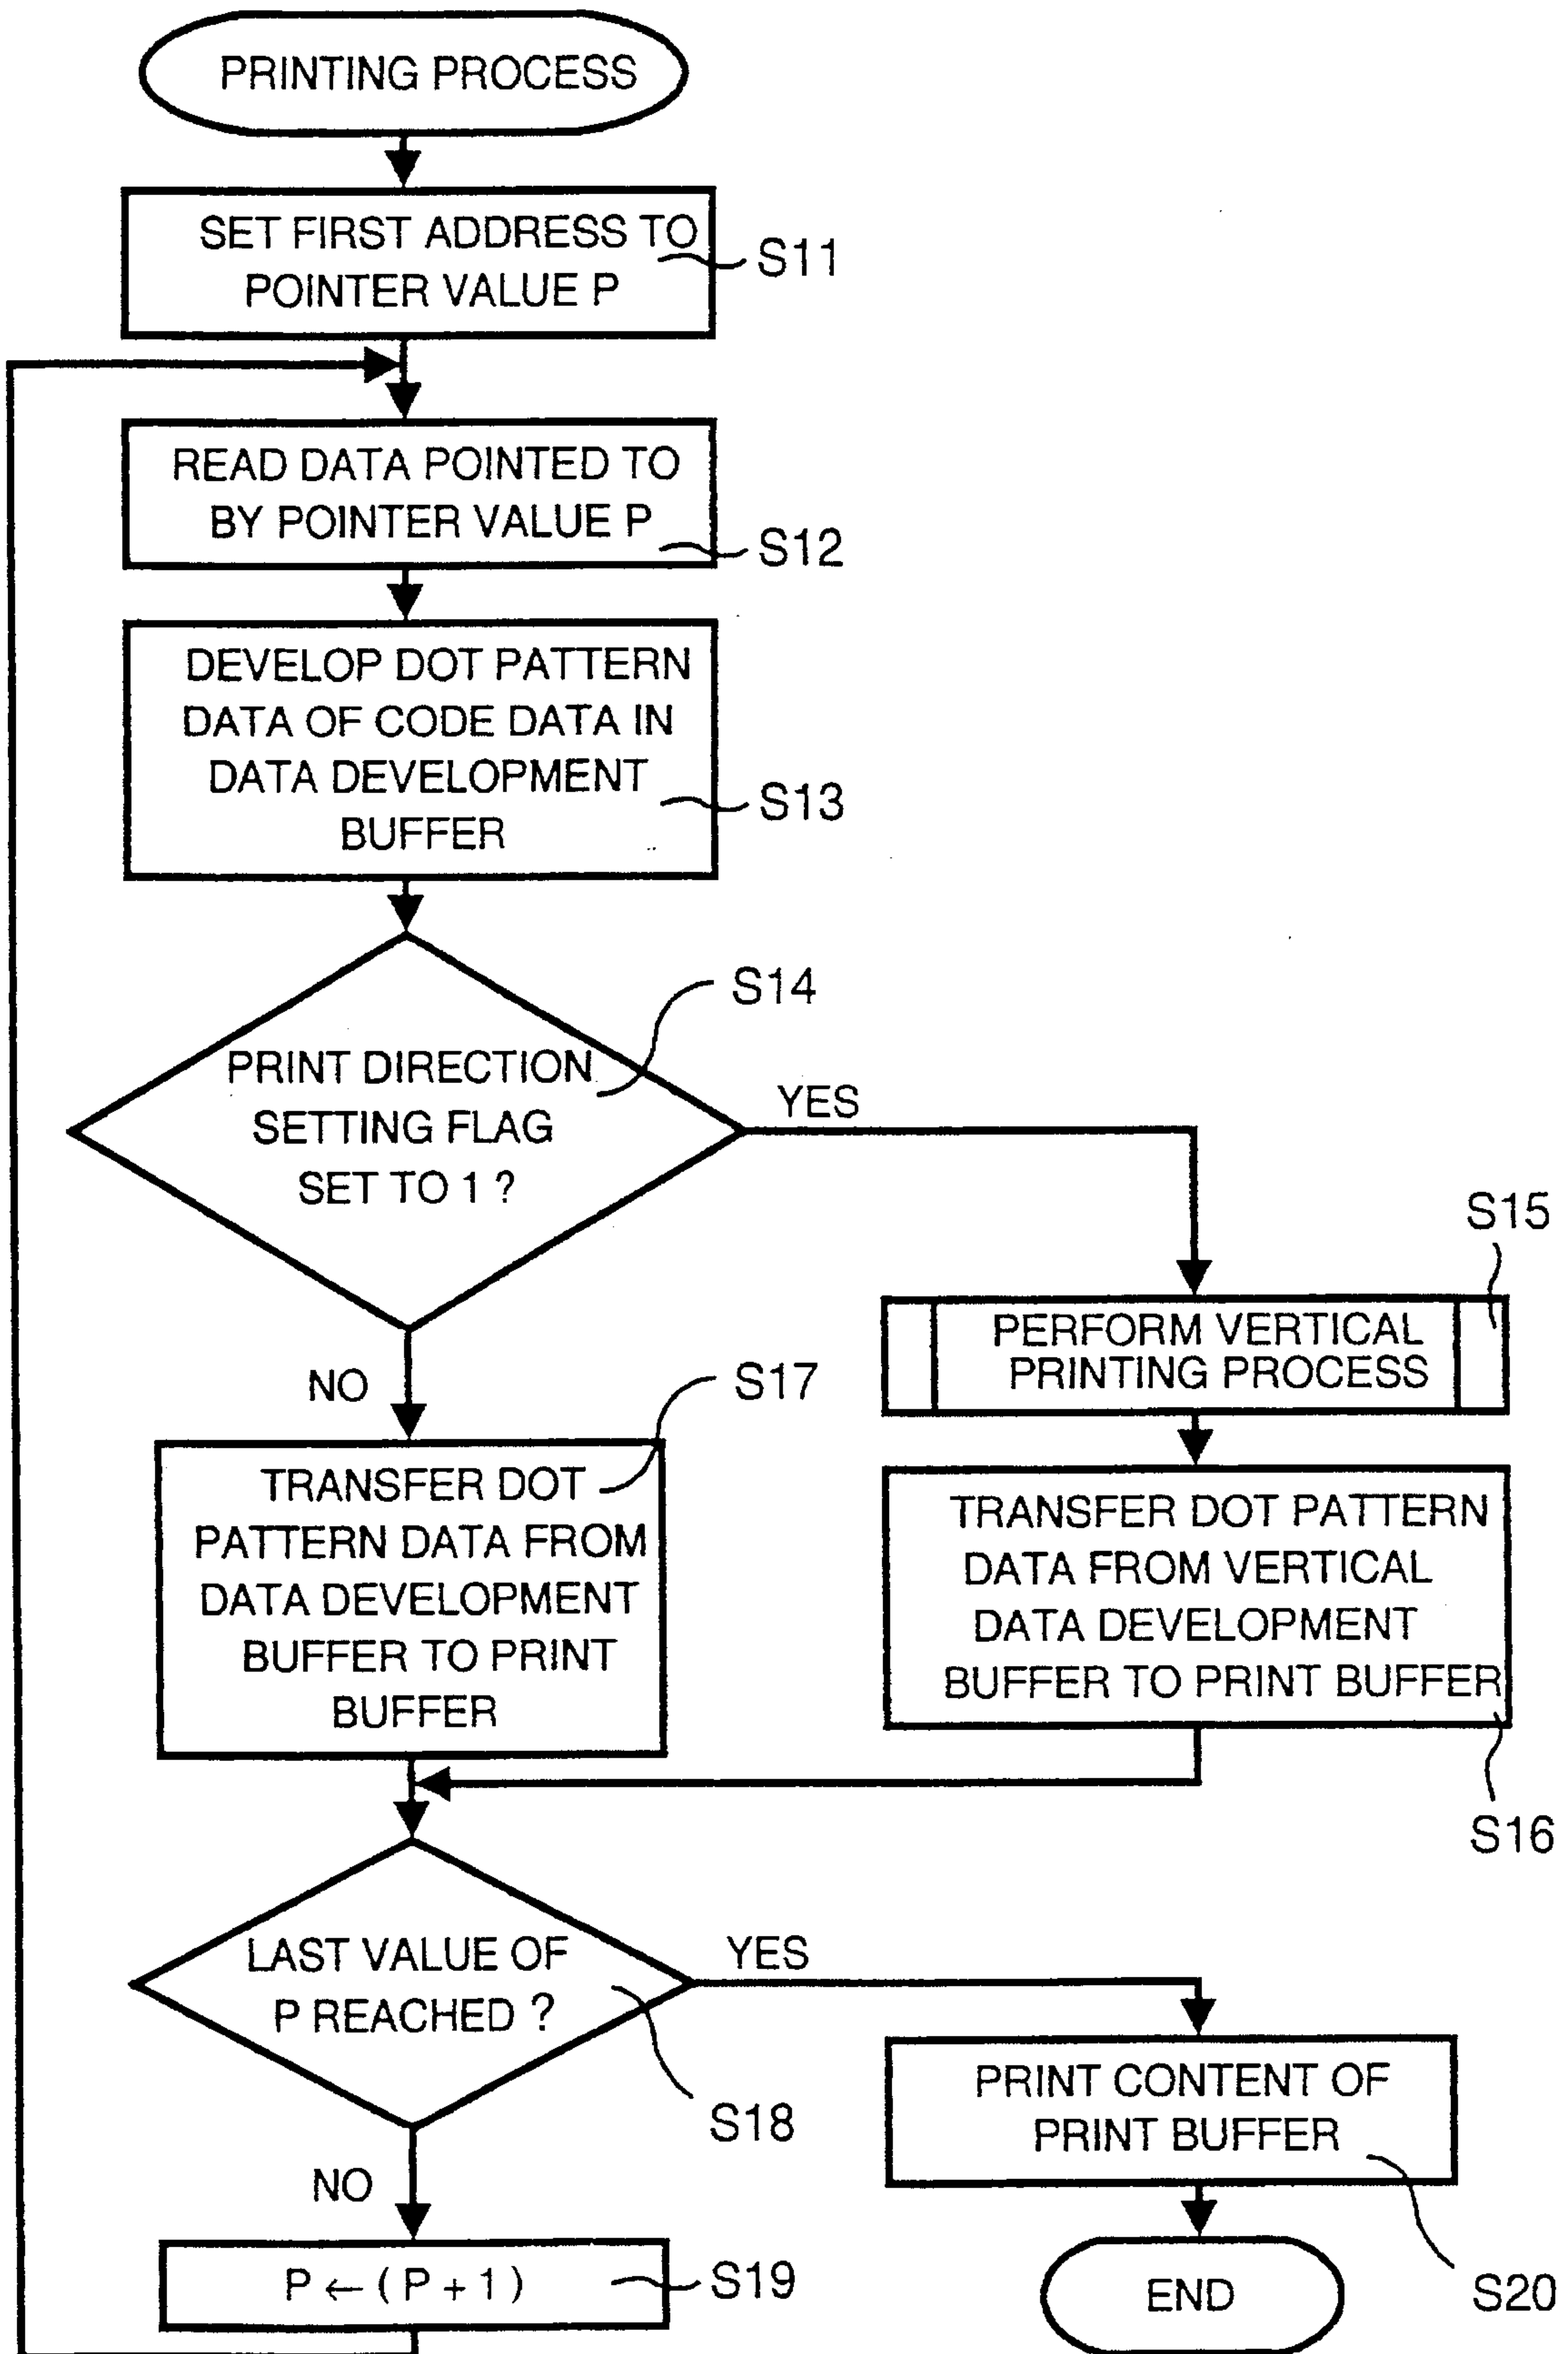 PRINTING PROCESS
SET FIRST ADDRESS TO
POINTER VALUE P
S11
READ DATA POINTED TO
BY POINTER VALUE P
S12
DEVELOP DOT PATTERN
DATA OF CODE DATA IN
DATA DEVELOPMENT
BUFFER
S13
S14
PRINT DIRECTION
SETTING FLAG
SET TO 1 ?
YES
NO
S15
PERFORM VERTICAL
PRINTING PROCESS
S17
TRANSFER DOT
PATTERN DATA FROM
DATA DEVELOPMENT
BUFFER TO PRINT
BUFFER
TRANSFER DOT PATTERN
DATA FROM VERTICAL
DATA DEVELOPMENT
BUFFER TO PRINT BUFFER
S16
LAST VALUE OF
P REACHED ?
YES
S18
NO
PRINT CONTENT OF
PRINT BUFFER
S20
P ← ( P + 1 )
S19
END